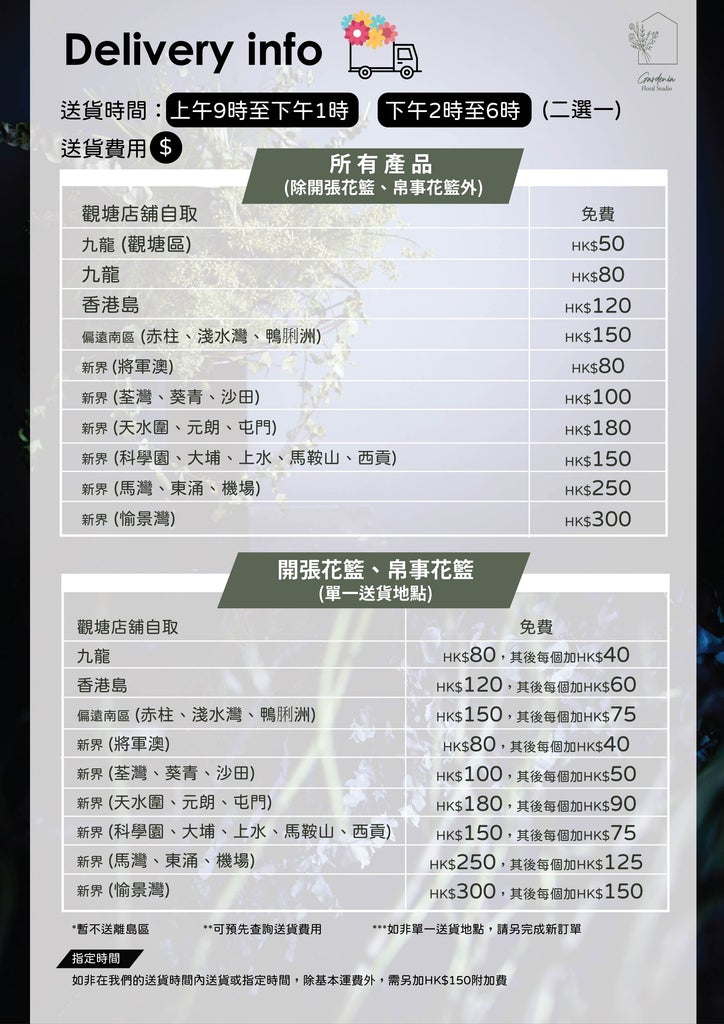 Delivery info
Gardenia
Floral Studio
送貨時間：上午9時至下午1時 / 下午2時至6時 (二選一)
送貨費用 $
所有產品
(除開張花籃、帛事花籃外)
觀塘店舖自取 免費
九龍 (觀塘區) HK$50
九龍 HK$80
香港島 HK$120
偏遠南區 (赤柱、淺水灣、鴨脷洲) HK$150
新界 (將軍澳) HK$80
新界 (荃灣、葵青、沙田) HK$100
新界 (天水圍、元朗、屯門) HK$180
新界 (科學園、大埔、上水、馬鞍山、西貢) HK$150
新界 (馬灣、東涌、機場) HK$250
新界 (愉景灣) HK$300
開張花籃、帛事花籃
(單一送貨地點)
觀塘店舖自取 免費
九龍 HK$80，其後每個加HK$40
香港島 HK$120，其後每個加HK$60
偏遠南區 (赤柱、淺水灣、鴨脷洲) HK$150，其後每個加HK$75
新界 (將軍澳) HK$80，其後每個加HK$40
新界 (荃灣、葵青、沙田) HK$100，其後每個加HK$50
新界 (天水圍、元朗、屯門) HK$180，其後每個加HK$90
新界 (科學園、大埔、上水、馬鞍山、西貢) HK$150，其後每個加HK$75
新界 (馬灣、東涌、機場) HK$250，其後每個加HK$125
新界 (愉景灣) HK$300，其後每個加HK$150
*暫不送離島區 **可預先查詢送貨費用 ***如非單一送貨地點，請另完成新訂單
指定時間
如非在我們的送貨時間內送貨或指定時間，除基本運費外，需另加HK$150附加費